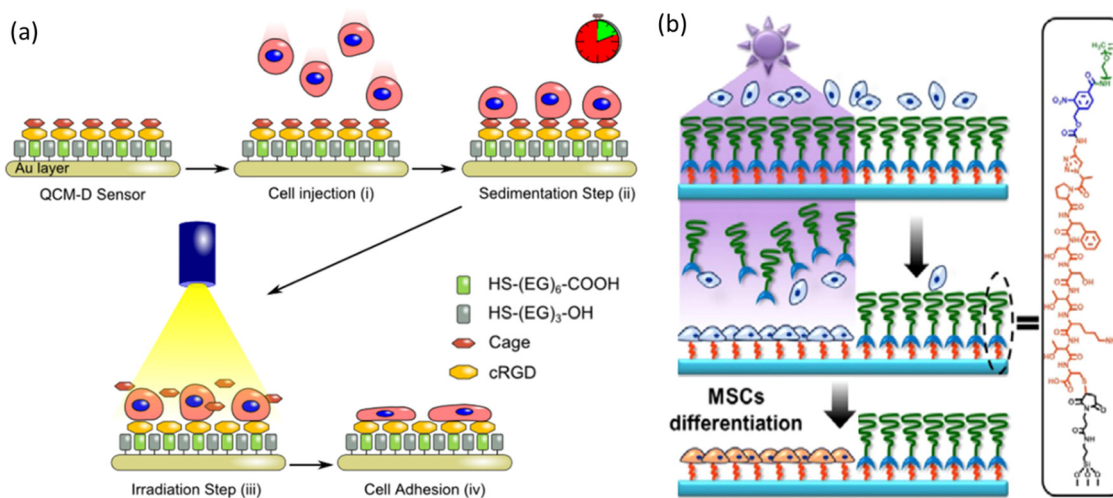 (a)
Au layer
QCM-D Sensor
Cell injection (i)
Sedimentation Step (ii)
HS-(EG)₆-COOH
HS-(EG)₃-OH
Cage
cRGD
Irradiation Step (iii)
Cell Adhesion (iv)
(b)
MSCs
differentiation